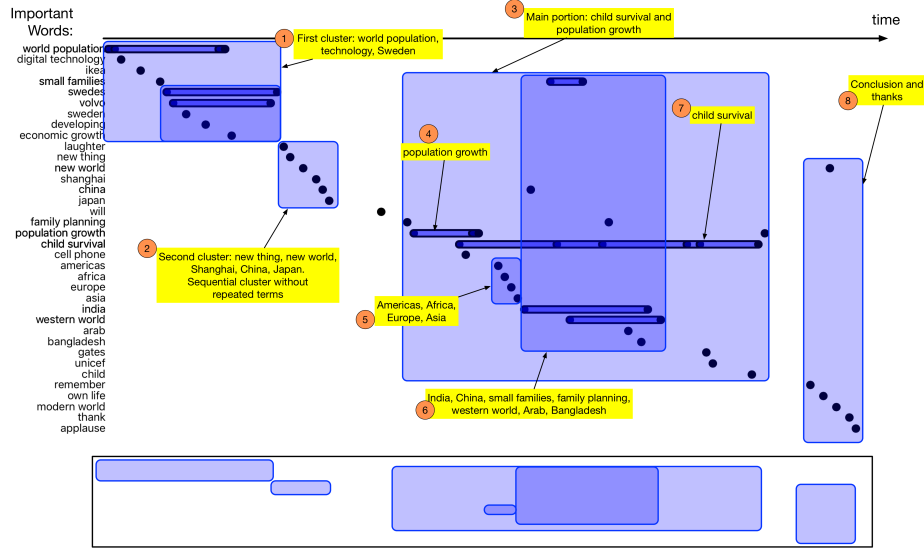 Important
Words:
time
world population
digital technology
ikea
small families
swedes
volvo
sweden
developing
economic growth
laughter
new thing
new world
shanghai
china
japan
will
family planning
population growth
child survival
cell phone
americas
africa
europe
asia
india
western world
arab
bangladesh
gates
unicef
child
remember
own life
modern world
thank
applause
1
First cluster: world population,
technology, Sweden
2
Second cluster: new thing, new world,
Shanghai, China, Japan.
Sequential cluster without
repeated terms
3
Main portion: child survival and
population growth
4
population growth
5
Americas, Africa,
Europe, Asia
6
India, China, small families, family planning,
western world, Arab, Bangladesh
7
child survival
8
Conclusion and
thanks